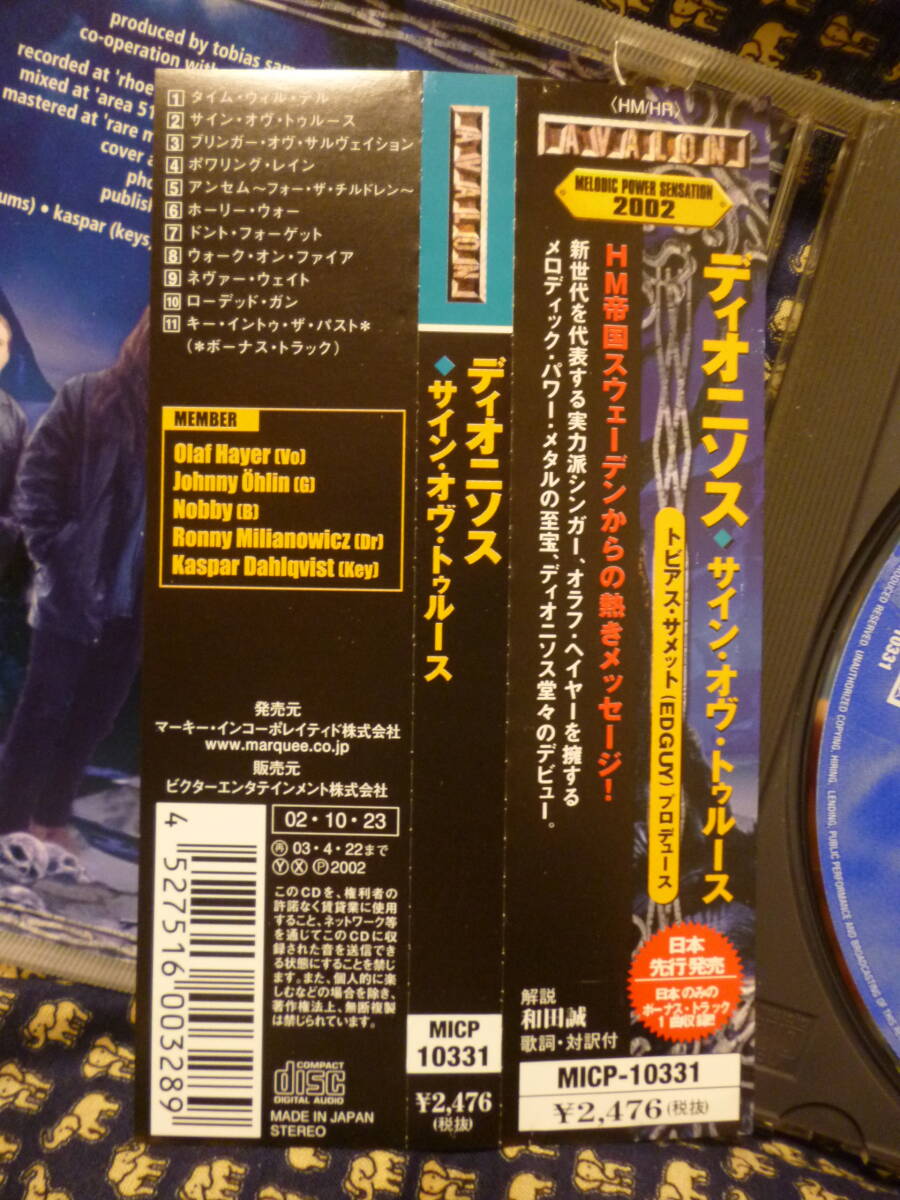 produced by tobias sam
co-operation with
recorded at 'rhoe
mixed at 'area 51
mastered at 'rare m
cover a
pho
publish
ums) • kaspar (keys
1 タイム・ウィル・テル
2 サイン・オヴ・トゥルース
3 ブリンガー・オヴ・サルヴェイション
4 ポワリング・レイン
5 アンセム〜フォー・ザ・チルドレン〜
6 ホーリー・ウォー
7 ドント・フォーゲット
8 ウォーク・オン・ファイア
9 ネヴァー・ウェイト
10 ローデッド・ガン
11 キー・イントゥ・ザ・パスト*
(*ボーナス・トラック)
MEMBER
Olaf Hayer (Vo)
Johnny Öhlin (G)
Nobby (B)
Ronny Milianowicz (Dr)
Kaspar Dahlqvist (Key)
発売元
マーキー・インコーポレイティド株式会社
www.marquee.co.jp
販売元
ビクターエンタテインメント株式会社
02・10・23
再 03・4・22まで
Ⓨ Ⓧ Ⓟ2002
このCDを、権利者の
許諾なく賃貸業に使用
すること、ネットワーク等
を通じてこのCDに収
録された音を送信でき
る状態にすることを禁じ
ます。また、個人的に楽
しむなどの場合を除き、
著作権法上、無断複製
は禁じられています。
4 527516 003289
COMPACT
disc
DIGITAL AUDIO
MADE IN JAPAN
STEREO
AVALON
ディオニソス
◆サイン・オヴ・トゥルース
MICP
10331
¥2,476
(税抜)
〈HM/HR〉
AVALON
MELODIC POWER SENSATION
2002
ディオニソス◆サイン・オヴ・トゥルース
トビアス・サメット(EDGUY)プロデュース
HM帝国スウェーデンからの熱きメッセージ!
新世代を代表する実力派シンガー、オラフ・ヘイヤーを擁する
メロディック・パワー・メタルの至宝、ディオニソス堂々のデビュー。
日本
先行発売
日本のみの
ボーナス・トラック
1曲収録!!
解説
和田誠
歌詞・対訳付
MICP-10331
¥2,476(税抜)
10331
RESERVED. UNAUTHORIZED COPYING, HIRING, LENDING, PUBLIC PERFORMANCE AND BROADCASTING OF THIS